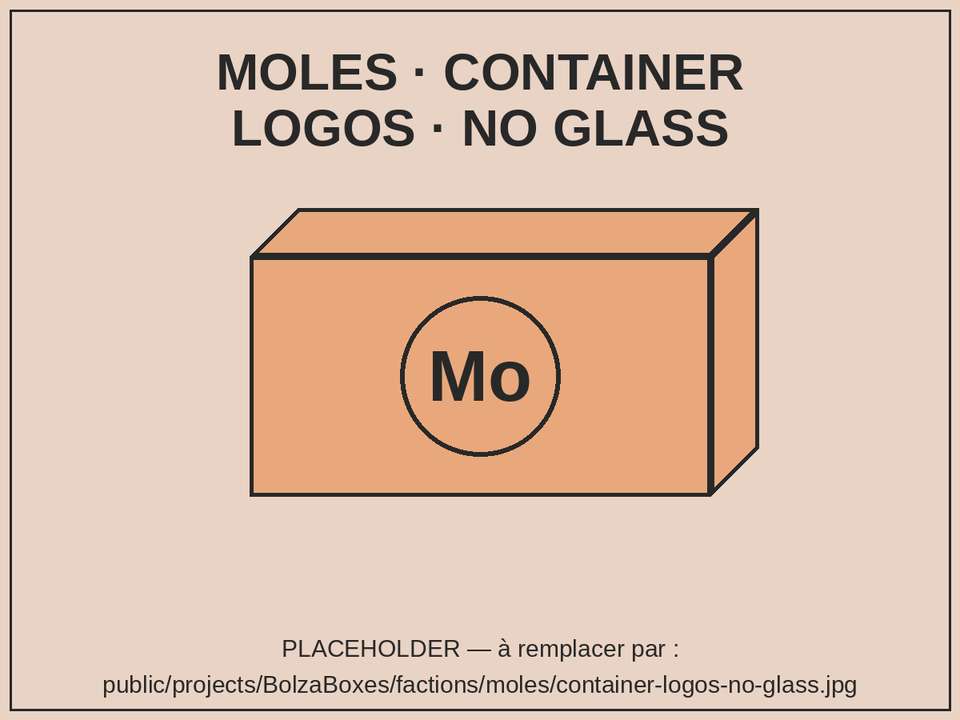 MOLES · CONTAINER
LOGOS · NO GLASS
Mo
PLACEHOLDER — à remplacer par :
public/projects/BolzaBoxes/factions/moles/container-logos-no-glass.jpg